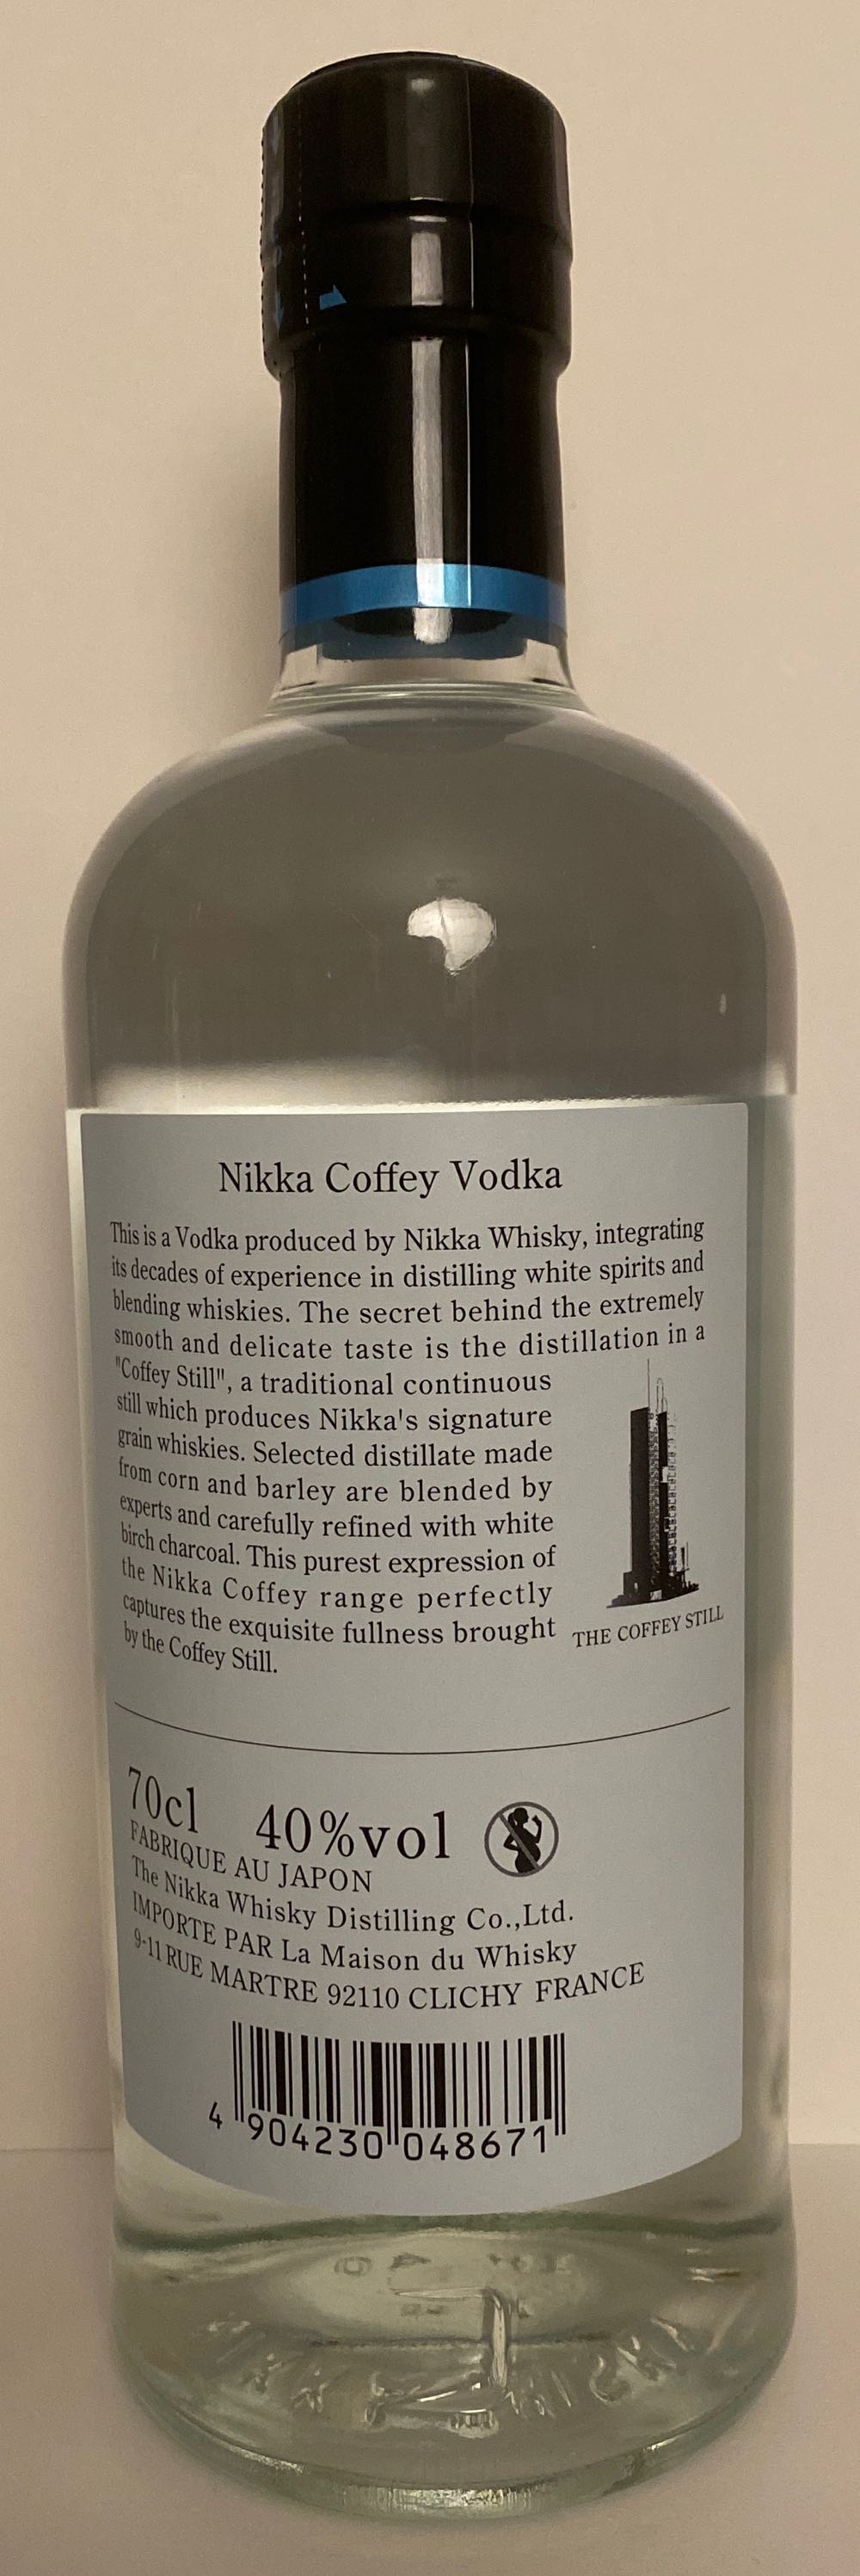 Nikka Coffey Vodka
This is a Vodka produced by Nikka Whisky, integrating
its decades of experience in distilling white spirits and
blending whiskies. The secret behind the extremely
smooth and delicate taste is the distillation in a
"Coffey Still", a traditional continuous
still which produces Nikka's signature
grain whiskies. Selected distillate made
from corn and barley are blended by
experts and carefully refined with white
birch charcoal. This purest expression of
the Nikka Coffey range perfectly
captures the exquisite fullness brought
by the Coffey Still.
THE COFFEY STILL
70cl 40%vol
FABRIQUE AU JAPON
The Nikka Whisky Distilling Co.,Ltd.
IMPORTE PAR La Maison du Whisky
9-11 RUE MARTRE 92110 CLICHY FRANCE
4 904230 048671